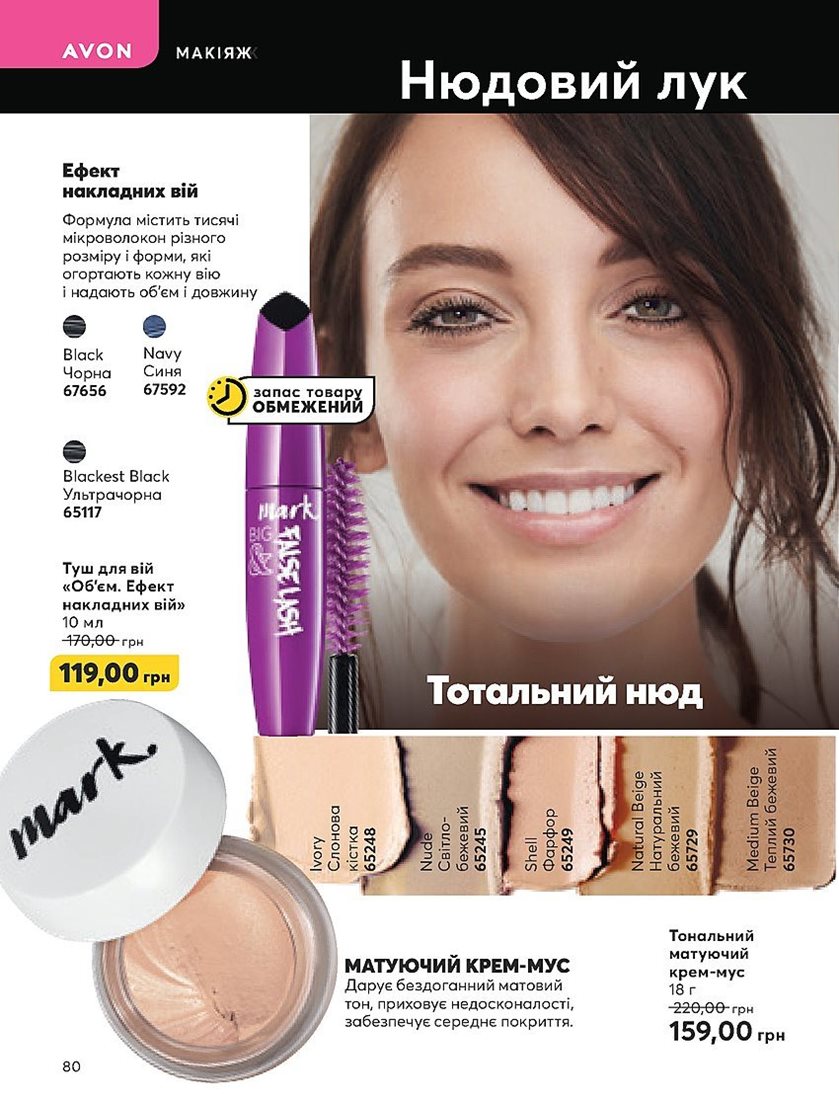 AVON
МАКІЯЖ
Нюдовий лук
Ефект
накладних вій
Формула містить тисячі
мікроволокон різного
розміру і форми, які
огортають кожну вію
і надають об'єм і довжину
Black
Чорна
67656
Navy
Синя
67592
Blackest Black
Ультрачорна
65117
запас товару
ОБМЕЖЕНИЙ
mark.
BIG
&
FALSE LASH
Туш для вій
«Об'єм. Ефект
накладних вій»
10 мл
170,00 грн
119,00 грн
Тотальний нюд
mark.
Ivory
Слонова
кістка
65248
Nude
Світло-
бежевий
65245
Shell
Фарфор
65249
Natural Beige
Натуральний
бежевий
65729
Medium Beige
Теплий бежевий
65730
МАТУЮЧИЙ КРЕМ-МУС
Дарує бездоганний матовий
тон, приховує недосконалості,
забезпечує середнє покриття.
Тональний
матуючий
крем-мус
18 г
220,00 грн
159,00 грн
80